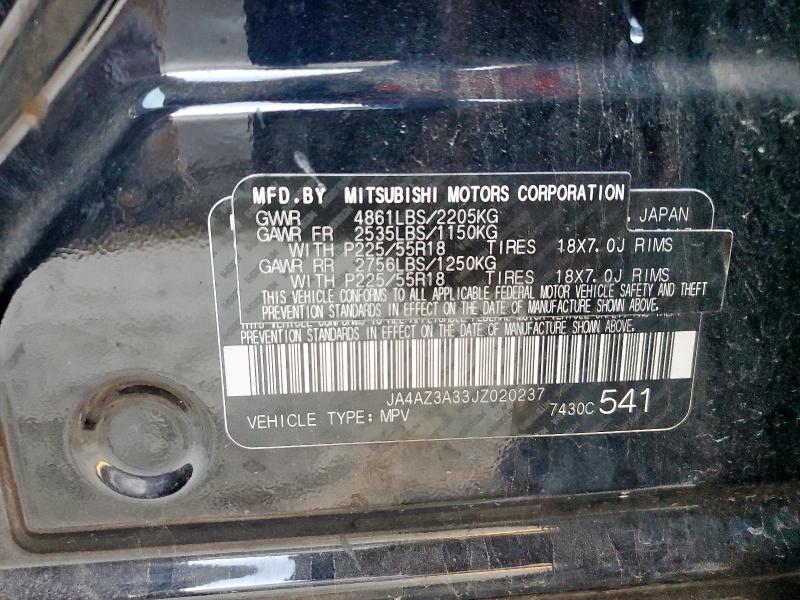 MFD.BY MITSUBISHI MOTORS CORPORATION
GVWR 4861LBS/2205KG JAPAN
GAWR FR 2535LBS/1150KG
WITH P225/55R18 TIRES 18X7.0J RIMS
GAWR RR 2756LBS/1250KG
WITH P225/55R18 TIRES 18X7.0J RIMS
THIS VEHICLE CONFORMS TO ALL APPLICABLE FEDERAL MOTOR VEHICLE SAFETY AND THEFT
PREVENTION STANDARDS IN EFFECT ON THE DATE OF MANUFACTURE SHOWN ABOVE.
PREVENTION STANDARDS IN EFFECT ON THE DATE OF MANUFACTURE SHOWN ABOVE.
JA4AZ3A33JZ020237
VEHICLE TYPE: MPV 7430C 541